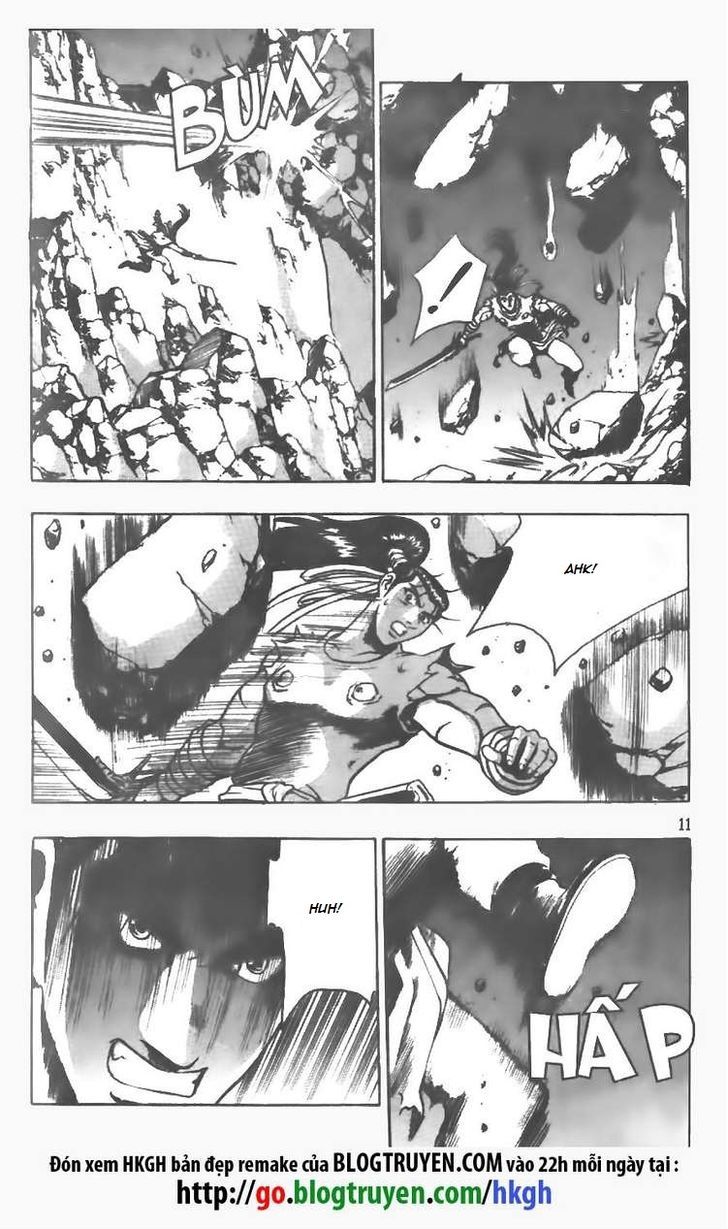 BÙM
!
AHK!
11
HUH!
HẤP
Đón xem HKGH bản đẹp remake của BLOGTRUYEN.COM vào 22h mỗi ngày tại :
http://go.blogtruyen.com/hkgh